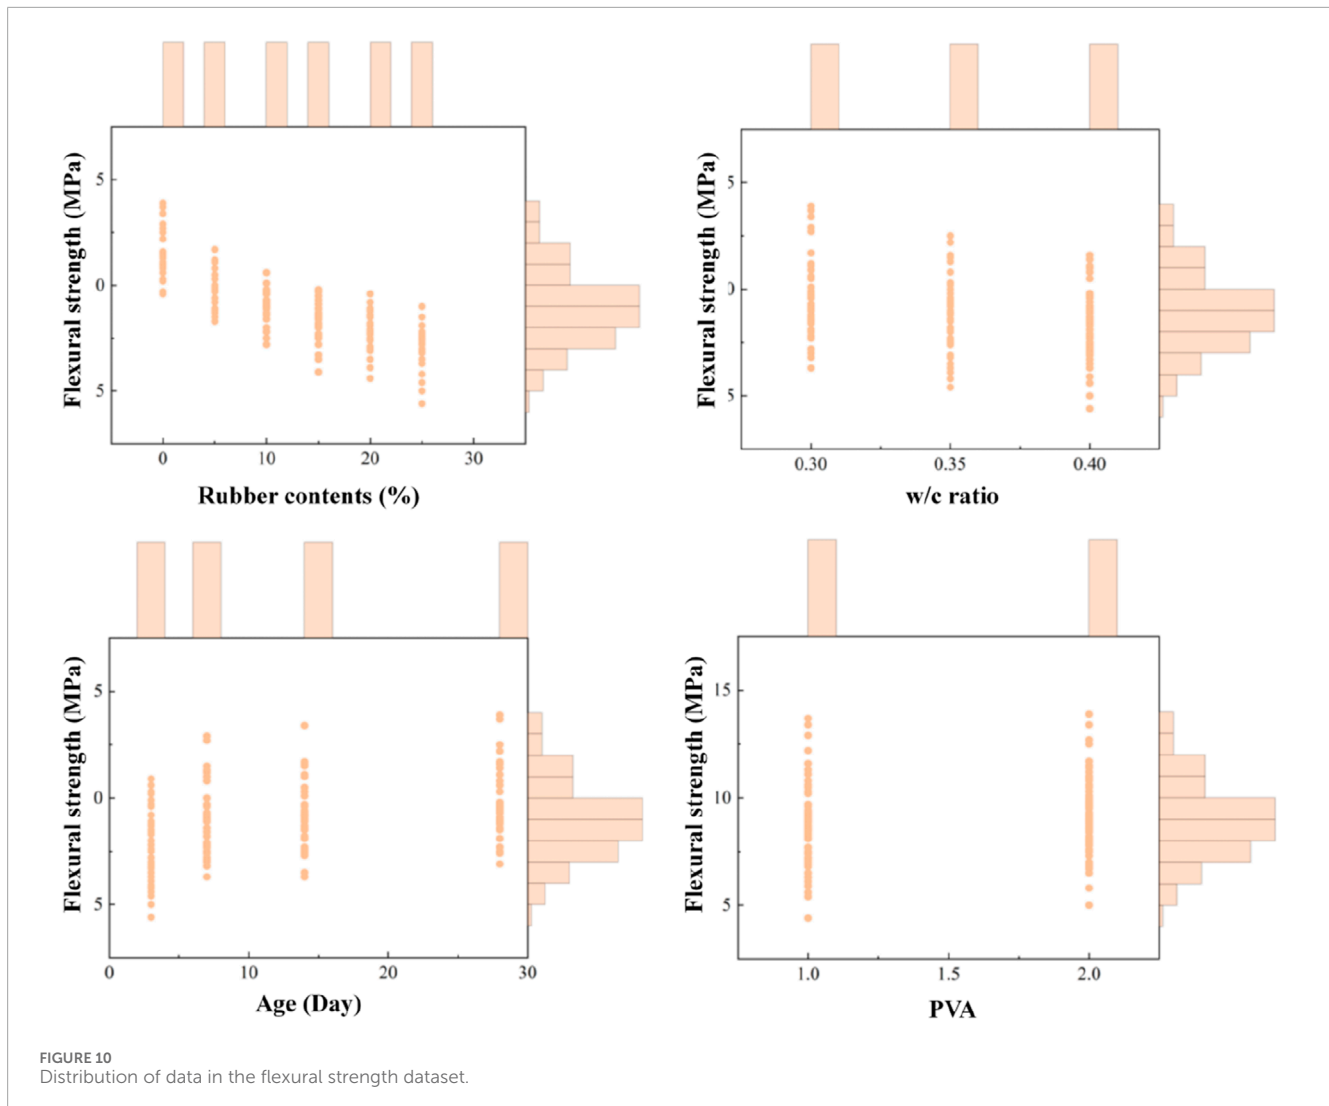 Flexural strength (MPa)
5
0
5
0
10
20
30
Rubber contents (%)
Flexural strength (MPa)
5
0
5
0.30
0.35
0.40
w/c ratio
Flexural strength (MPa)
5
0
5
0
10
20
30
Age (Day)
Flexural strength (MPa)
15
10
5
1.0
1.5
2.0
PVA
FIGURE 10
Distribution of data in the flexural strength dataset.